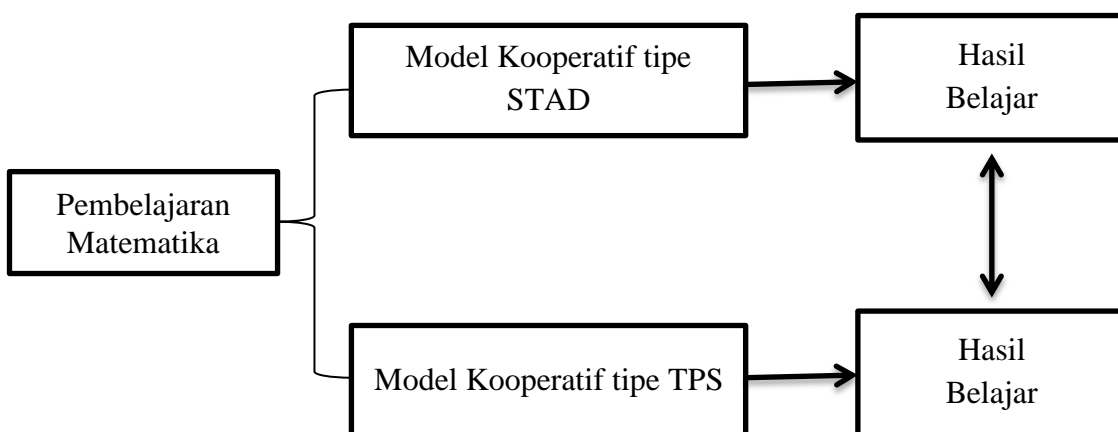 Model Kooperatif tipe
STAD
Hasil
Belajar
Pembelajaran
Matematika
Model Kooperatif tipe TPS
Hasil
Belajar